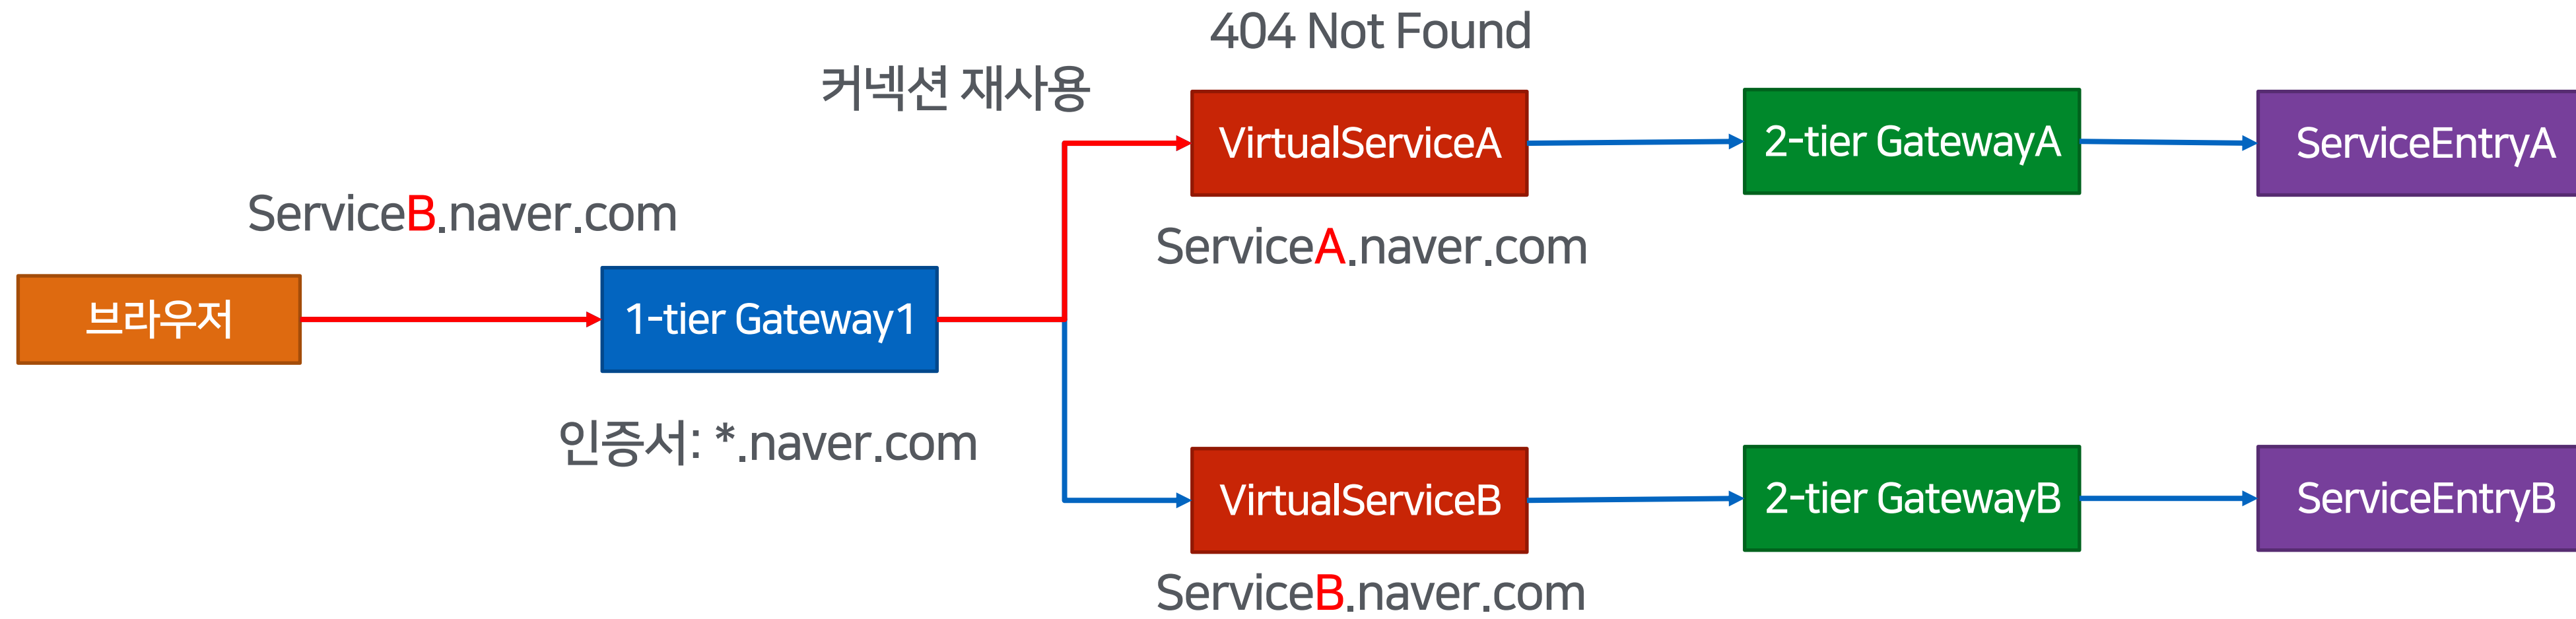 404 Not Found
커넥션 재사용
VirtualServiceA
2-tier GatewayA
ServiceEntryA
ServiceB.naver.com
ServiceA.naver.com
브라우저
1-tier Gateway1
인증서: *.naver.com
VirtualServiceB
2-tier GatewayB
ServiceEntryB
ServiceB.naver.com